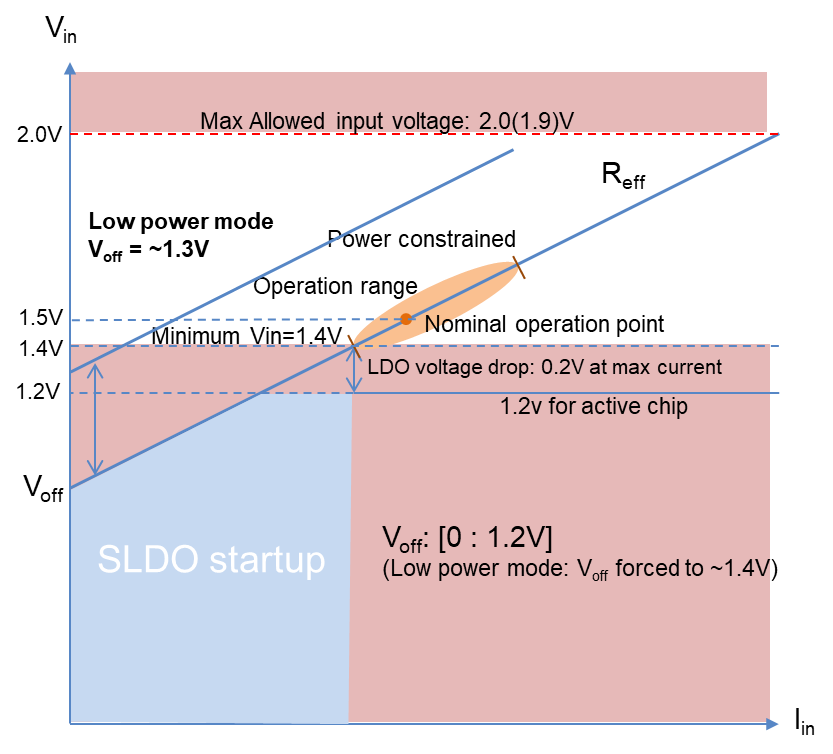 Vin
Max Allowed input voltage: 2.0(1.9)V
2.0V
Reff
Low power mode
Voff = ~1.3V
Power constrained
Operation range
1.5V
Nominal operation point
Minimum Vin=1.4V
1.4V
LDO voltage drop: 0.2V at max current
1.2V
1.2v for active chip
Voff
Voff: [0 : 1.2V]
(Low power mode: Voff forced to ~1.4V)
SLDO startup
Iin